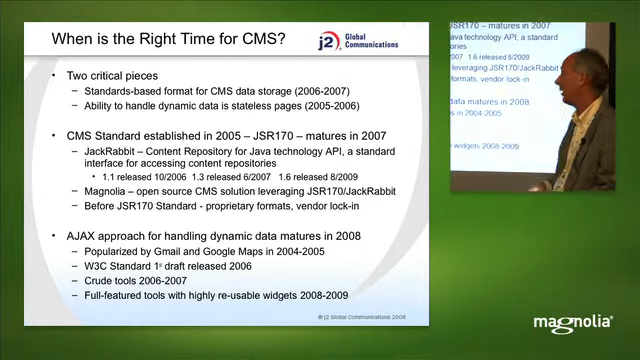 When is the Right Time for CMS?
j2 Global Communications
• Two critical pieces
– Standards-based format for CMS data storage (2006-2007)
– Ability to handle dynamic data is stateless pages (2005-2006)
• CMS Standard established in 2005 – JSR170 – matures in 2007
– JackRabbit – Content Repository for Java technology API, a standard
interface for accessing content repositories
• 1.1 released 10/2006 1.3 released 6/2007 1.6 released 8/2009
– Magnolia – open source CMS solution leveraging JSR170/JackRabbit
– Before JSR170 Standard - proprietary formats, vendor lock-in
• AJAX approach for handling dynamic data matures in 2008
– Popularized by Gmail and Google Maps in 2004-2005
– W3C Standard 1st draft released 2006
– Crude tools 2006-2007
– Full-featured tools with highly re-usable widgets 2008-2009
© j2 Global Communications 2008
JSR170 – matures in 2007
Java technology API, a standard
ories
2007 1.6 released 8/2009
leveraging JSR170/JackRabbit
formats, vendor lock-in
data matures in 2008
in 2004-2005
widgets 2008-2009
magnolia®